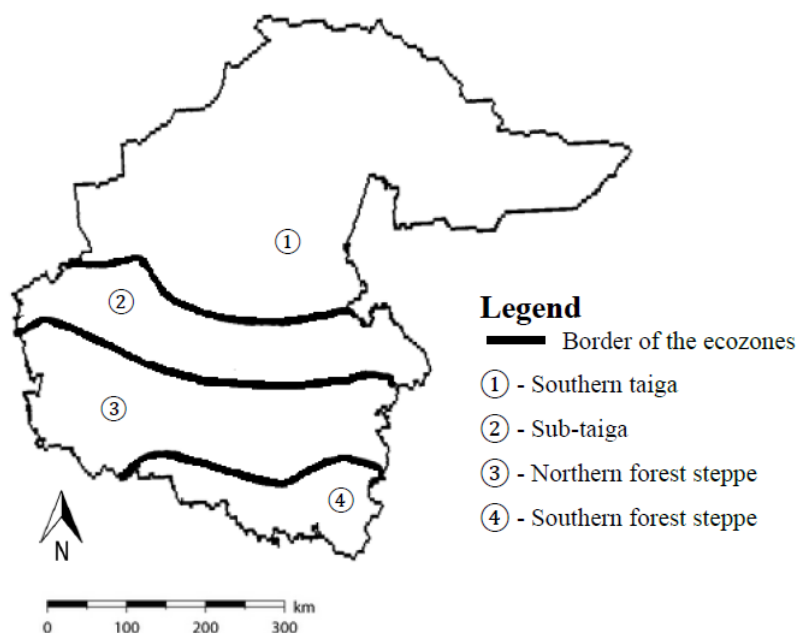 ①
②
③
④
Legend
Border of the ecozones
① - Southern taiga
② - Sub-taiga
③ - Northern forest steppe
④ - Southern forest steppe
N
km
0 100 200 300